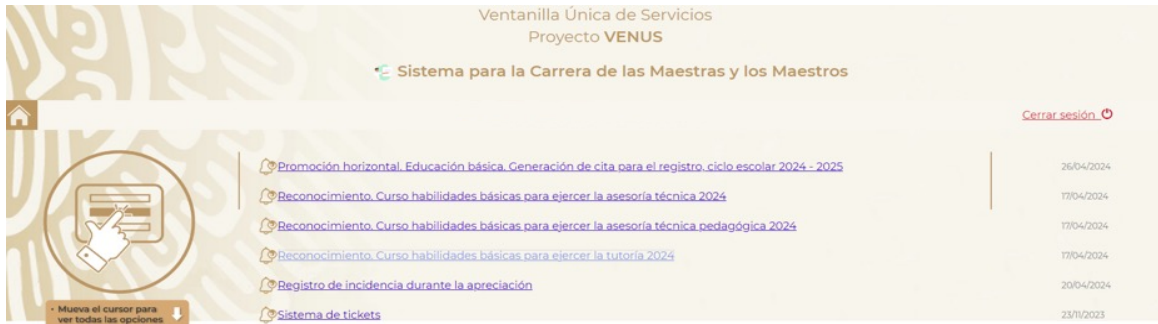 Ventanilla Única de Servicios
Proyecto VENUS
Sistema para la Carrera de las Maestras y los Maestros
Cerrar sesión
Promoción horizontal. Educación básica. Generación de cita para el registro, ciclo escolar 2024 - 2025 26/04/2024
Reconocimiento. Curso habilidades básicas para ejercer la asesoría técnica 2024 17/04/2024
Reconocimiento. Curso habilidades básicas para ejercer la asesoría técnica pedagógica 2024 17/04/2024
Reconocimiento. Curso habilidades básicas para ejercer la tutoría 2024 17/04/2024
Registro de incidencia durante la apreciación 20/04/2024
Sistema de tickets 23/11/2023
· Mueva el cursor para
ver todas las opciones